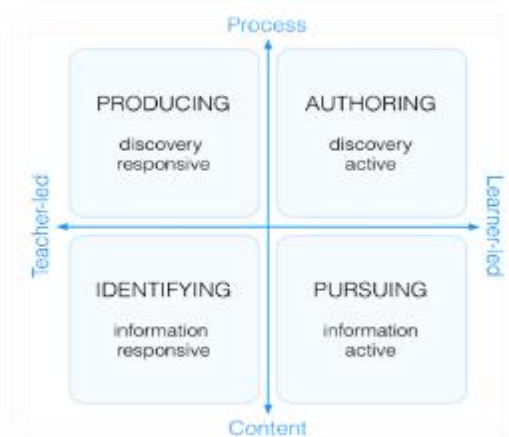 Process
PRODUCING
discovery
responsive
AUTHORING
discovery
active
Teacher-led
Learner-led
IDENTIFYING
information
responsive
PURSUING
information
active
Content